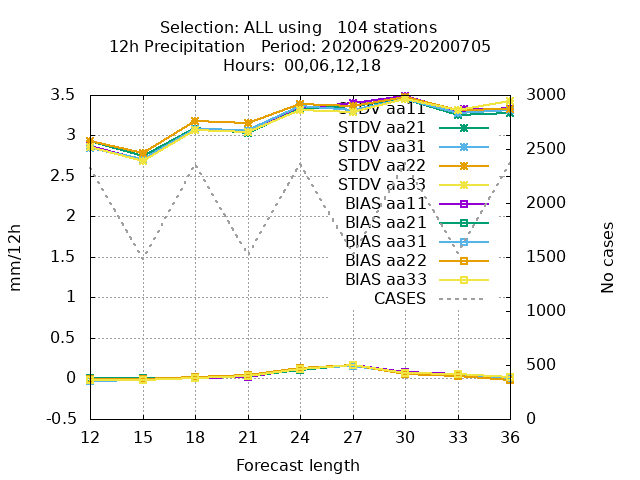 Selection: ALL using   104 stations
12h Precipitation   Period: 20200629-20200705
Hours: 00,06,12,18
3.5
3
2.5
2
1.5
1
0.5
0
-0.5
mm/12h
3000
2500
2000
1500
1000
500
0
No cases
STDV aa11
STDV aa21
STDV aa31
STDV aa22
STDV aa33
BIAS aa11
BIAS aa21
BIAS aa31
BIAS aa22
BIAS aa33
CASES
12 15 18 21 24 27 30 33 36
Forecast length